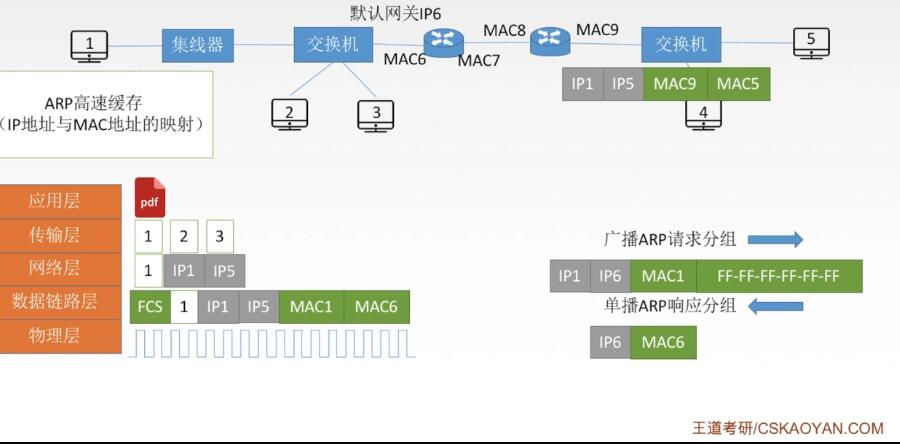 默认网关IP6
1
集线器
交换机
MAC6
MAC7
MAC8
MAC9
交换机
5
IP1 IP5 MAC9 MAC5
2
3
4
ARP高速缓存
(IP地址与MAC地址的映射)
应用层
pdf
传输层
1 2 3
网络层
1 IP1 IP5
数据链路层
FCS 1 IP1 IP5 MAC1 MAC6
物理层
广播ARP请求分组
IP1 IP6 MAC1 FF-FF-FF-FF-FF-FF
单播ARP响应分组
IP6 MAC6
王道考研/CSKAOYAN.COM